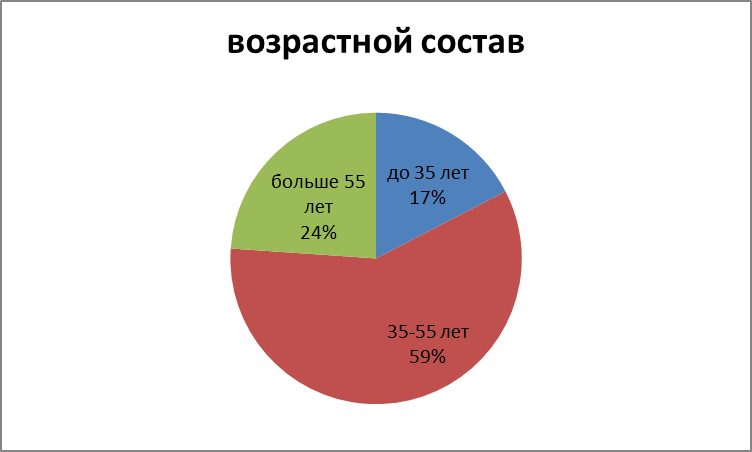 возрастной состав
до 35 лет
17%
35-55 лет
59%
больше 55
лет
24%